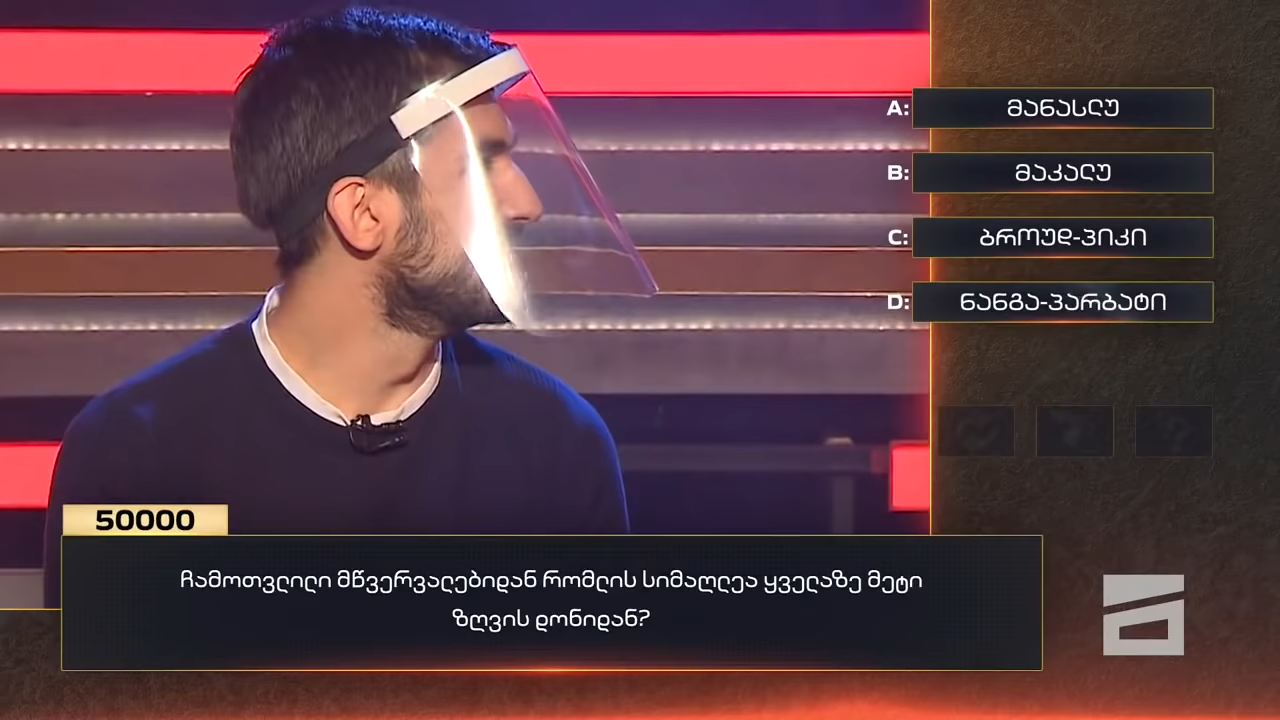 A: მანასლუ
B: მაკალუ
C: ბროუდ-პიკი
D: ნანგა-პარბატი
50000
ჩამოთვლილი მწვერვალებიდან რომლის სიმაღლეა ყველაზე მეტი
ზღვის დონიდან?